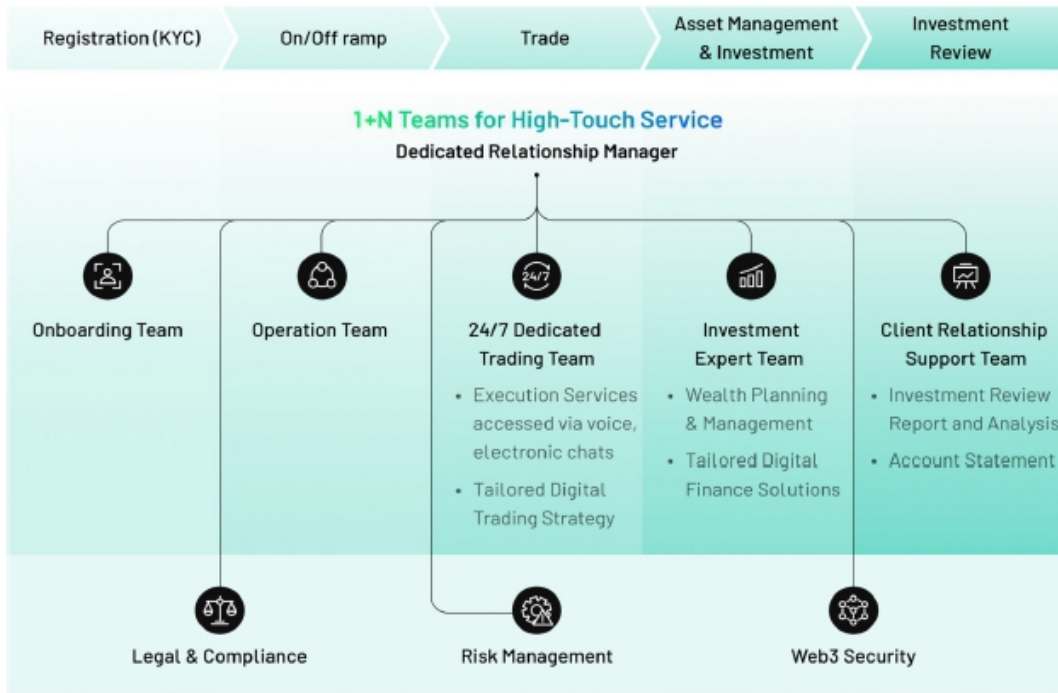 Registration (KYC)
On/Off ramp
Trade
Asset Management
& Investment
Investment
Review
1+N Teams for High-Touch Service
Dedicated Relationship Manager
Onboarding Team
Operation Team
24/7
24/7 Dedicated
Trading Team
• Execution Services
accessed via voice,
electronic chats
• Tailored Digital
Trading Strategy
Investment
Expert Team
• Wealth Planning
& Management
• Tailored Digital
Finance Solutions
Client Relationship
Support Team
• Investment Review
Report and Analysis
• Account Statement
Legal & Compliance
Risk Management
Web3 Security